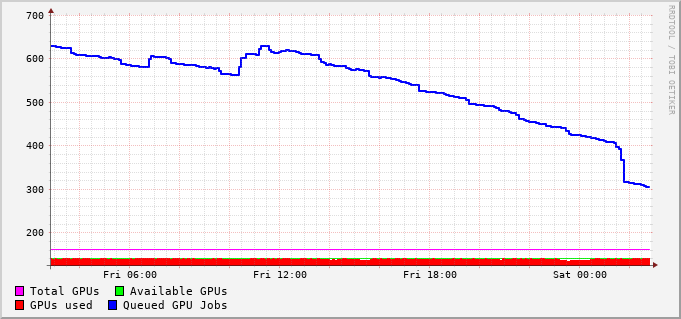 700
600
500
400
300
200
Fri 06:00 Fri 12:00 Fri 18:00 Sat 00:00
Total GPUs Available GPUs
GPUs used Queued GPU Jobs
RRDTOOL / TOBI OETIKER